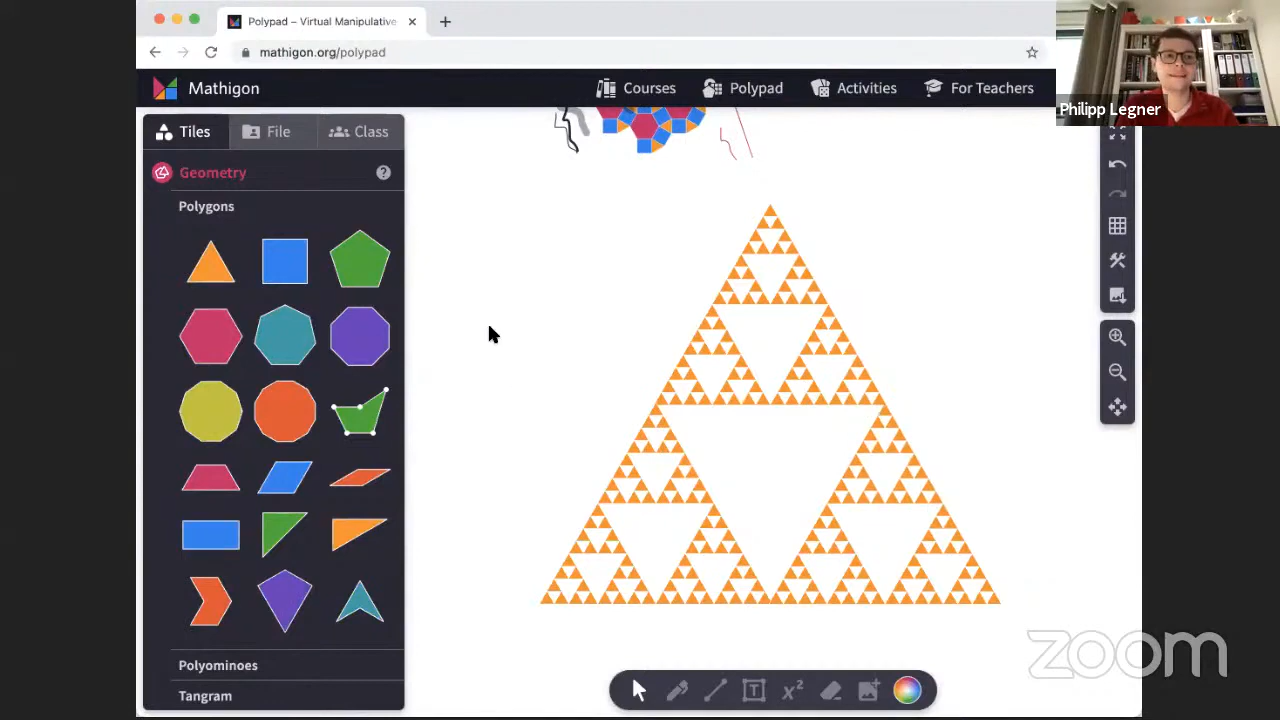 Polypad – Virtual Manipulative
mathigon.org/polypad
Mathigon
Courses
Polypad
Activities
For Teachers
Philipp Legner
Tiles
File
Class
Geometry
?
Polygons
Polyominoes
Tangram
T
x²
zoom